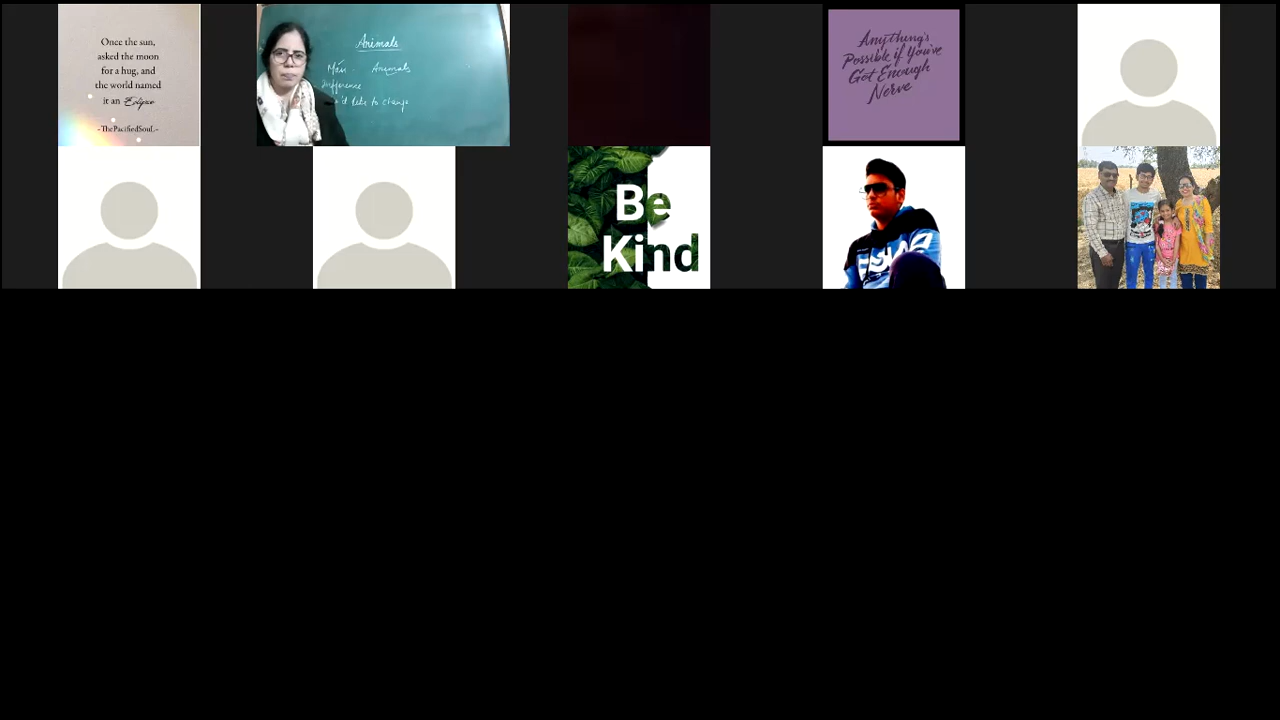 Once the sun,
asked the moon
for a hug, and
the world named
it an Eclipse
-ThePacifiedSouL-
Animals
Man - Animals
- Difference
I'd like to change
Anything's
Possible if You've
Got Enough
Nerve
Be
Kind